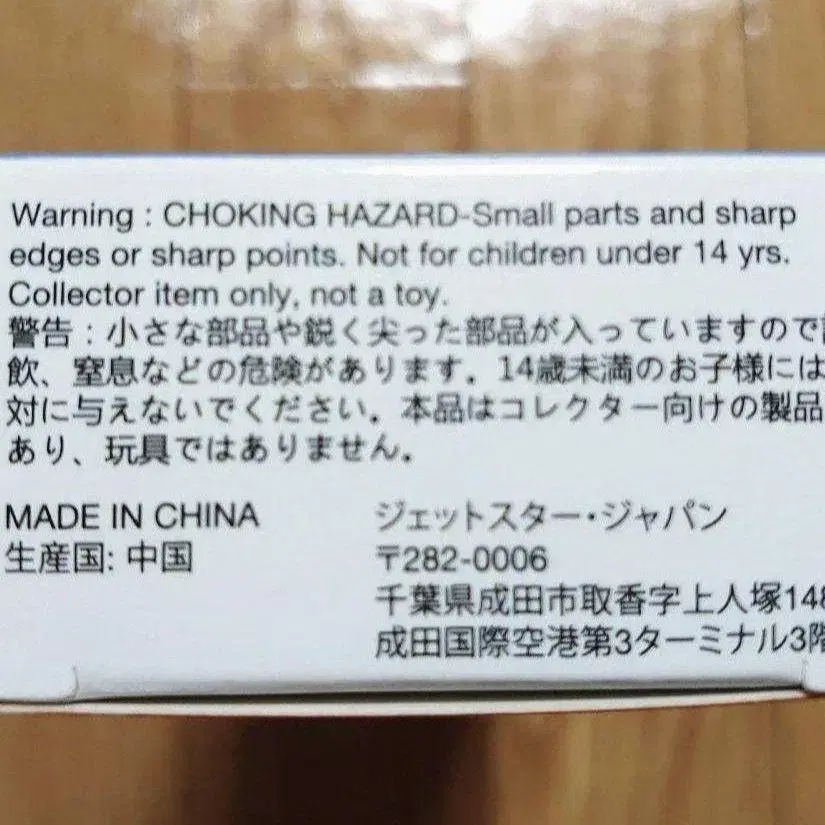 Warning : CHOKING HAZARD-Small parts and sharp
edges or sharp points. Not for children under 14 yrs.
Collector item only, not a toy.
警告：小さな部品や鋭く尖った部品が入っていますので
飲、窒息などの危険があります。14歳未満のお子様には
対に与えないでください。本品はコレクター向けの製品
あり、玩具ではありません。
MADE IN CHINA
生産国: 中国
ジェットスター・ジャパン
〒282-0006
千葉県成田市取香字上人塚148
成田国際空港第3ターミナル3階